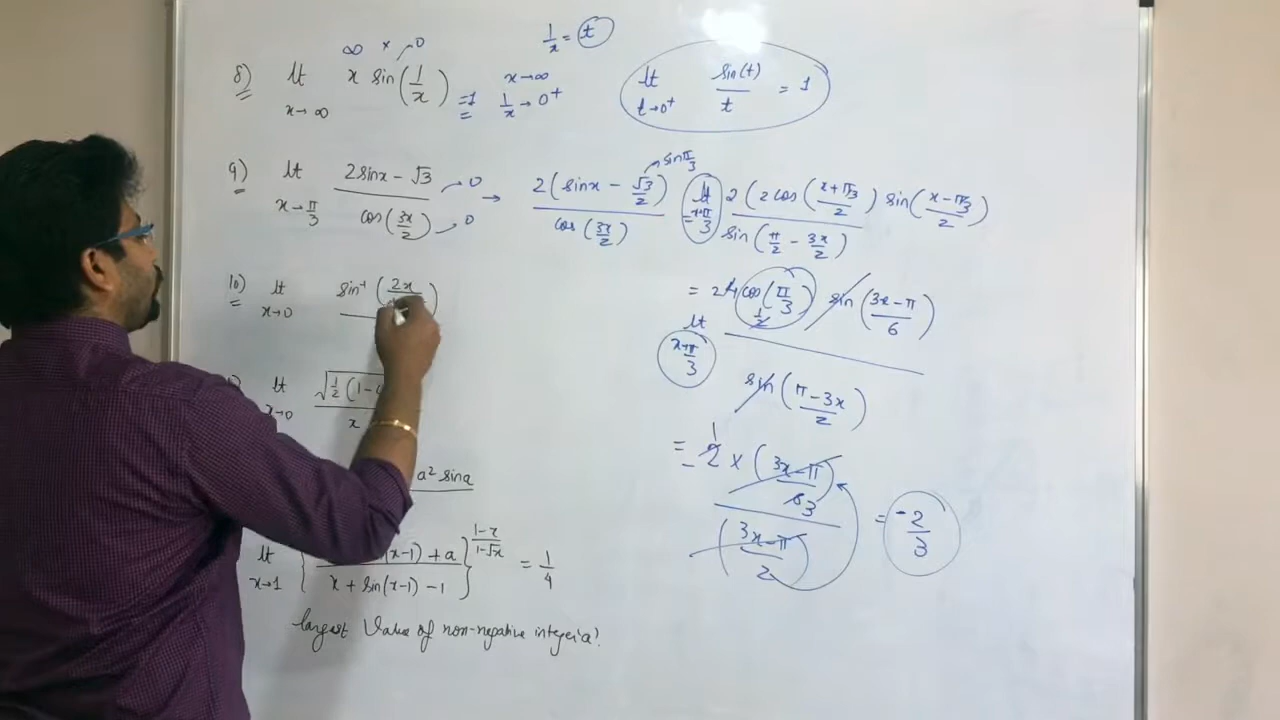 8) lt x→∞ x sin(1/x) = 1
∞ × 0
1/x = t
x→∞
1/x → 0⁺
lt t→0⁺ sin(t)/t = 1
9) lt x→π/3 (2sinx − √3)/cos(3x/2) → 2(sinx − √3/2)/cos(3x/2) = lt x→π/3 2(2cos((x+π/3)/2) sin((x−π/3)/2))/sin(π/2 − 3x/2)
0
0
sin π/3
= lt x→π/3 4 cos(π/3) sin((3x−π)/6)/sin((π−3x)/2)
2
1/2
= − 2 × ((3x−π)/6)/((3x−π)/2) = −2/3
1
3
10) lt x→0 sin⁻¹(2x
lt x→0 √(1/2(1−
x
a² sina
lt x→1 { (x−1) + a / x + sin(x−1) − 1 }^((1−x)/(1−√x)) = 1/4
largest Value of non-negative integer a?